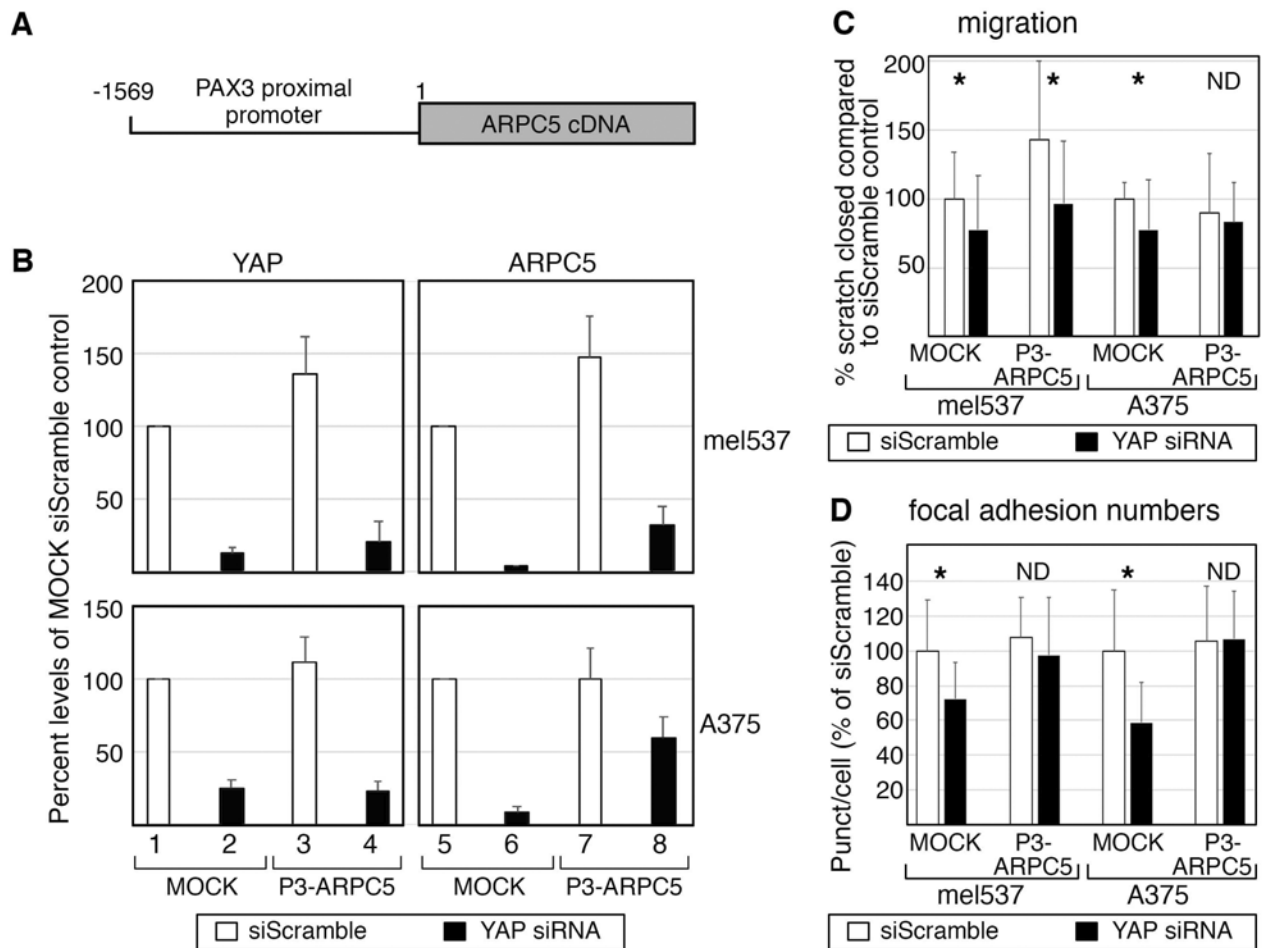 A
-1569
PAX3 proximal
promoter
1
ARPC5 cDNA
B
YAP
ARPC5
Percent levels of MOCK siScramble control
200
150
100
50
mel537
150
100
50
A375
1 2 3 4 5 6 7 8
MOCK P3-ARPC5 MOCK P3-ARPC5
siScramble YAP siRNA
C migration
% scratch closed compared
to siScramble control
200
150
100
50
* * * ND
MOCK P3- MOCK P3-
ARPC5 ARPC5
mel537 A375
siScramble YAP siRNA
D focal adhesion numbers
Punct/cell (% of siScramble)
140
120
100
80
60
40
20
* ND * ND
MOCK P3- MOCK P3-
ARPC5 ARPC5
mel537 A375
siScramble YAP siRNA